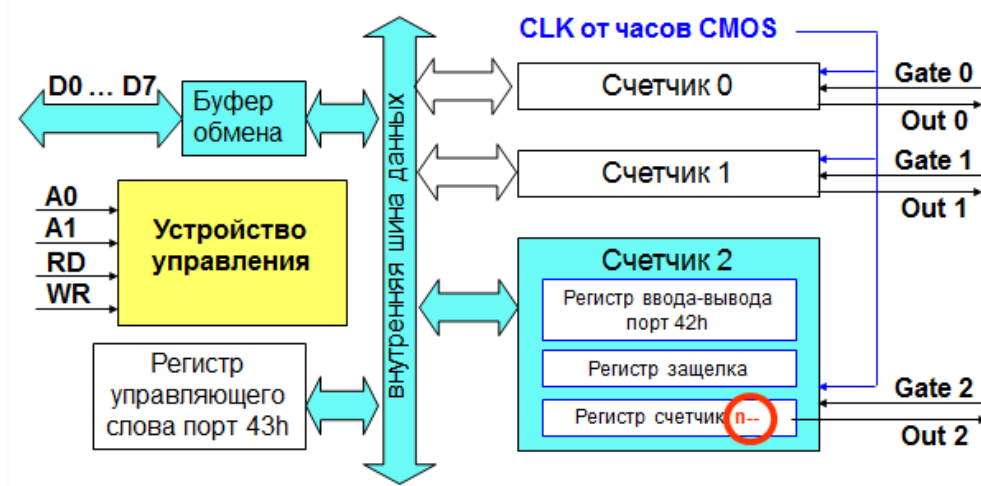 CLK от часов CMOS
D0 ... D7
Буфер
обмена
A0
A1
RD
WR
Устройство
управления
Регистр
управляющего
слова порт 43h
внутренняя шина данных
Счетчик 0
Gate 0
Out 0
Счетчик 1
Gate 1
Out 1
Счетчик 2
Регистр ввода-вывода
порт 42h
Регистр защелка
Регистр счетчик n--
Gate 2
Out 2